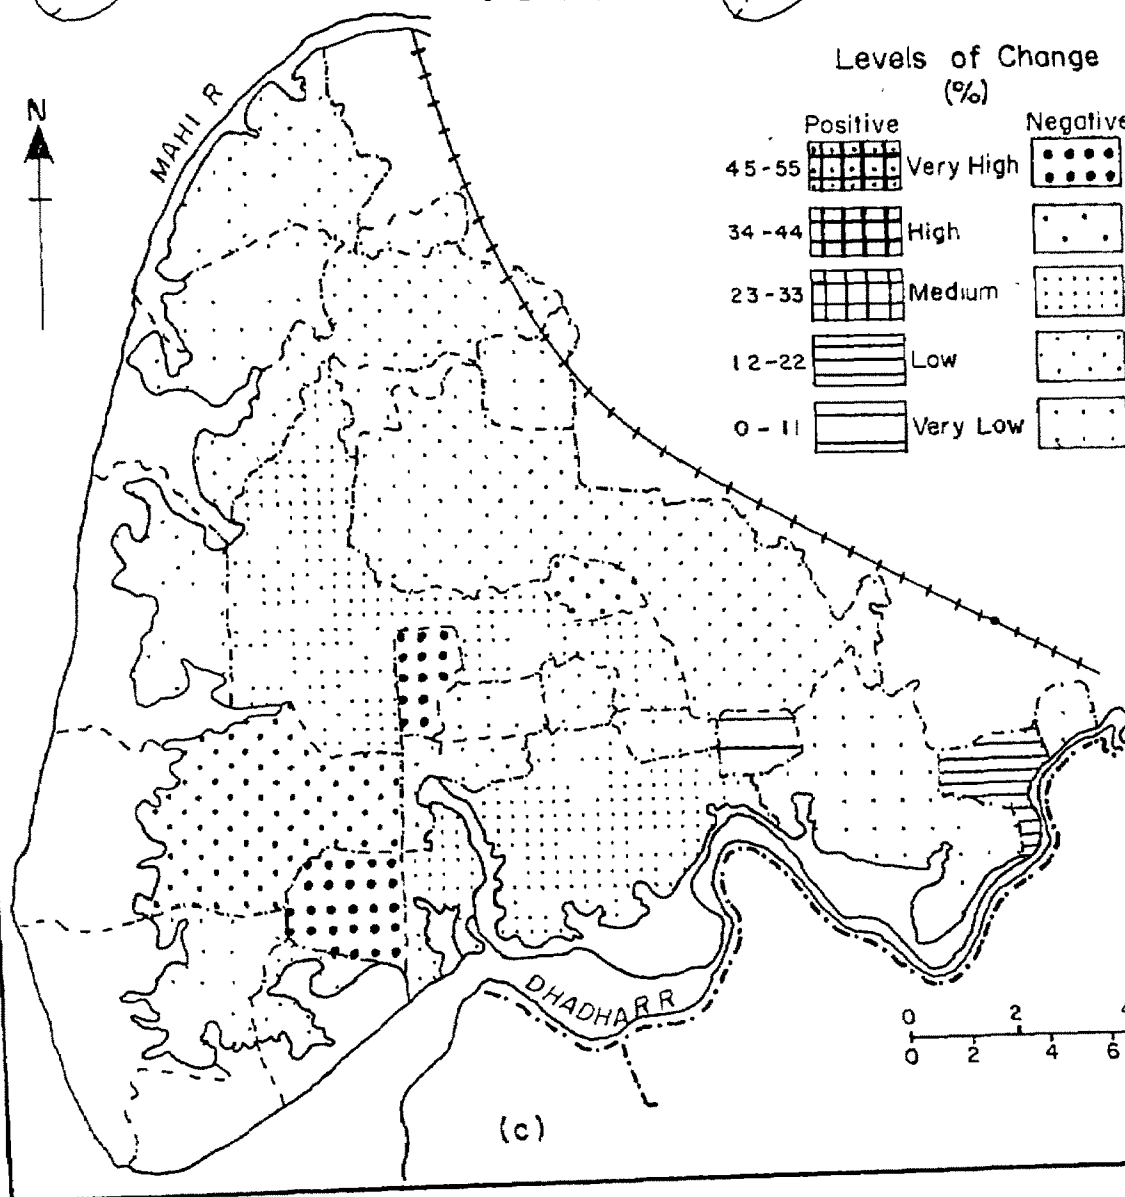 Levels of Change
(%)
Positive Negative
45-55 Very High
34-44 High
23-33 Medium
12-22 Low
0-11 Very Low
N
MAHI R
DHADHAR R
0 2 4
0 2 4 6
(c)